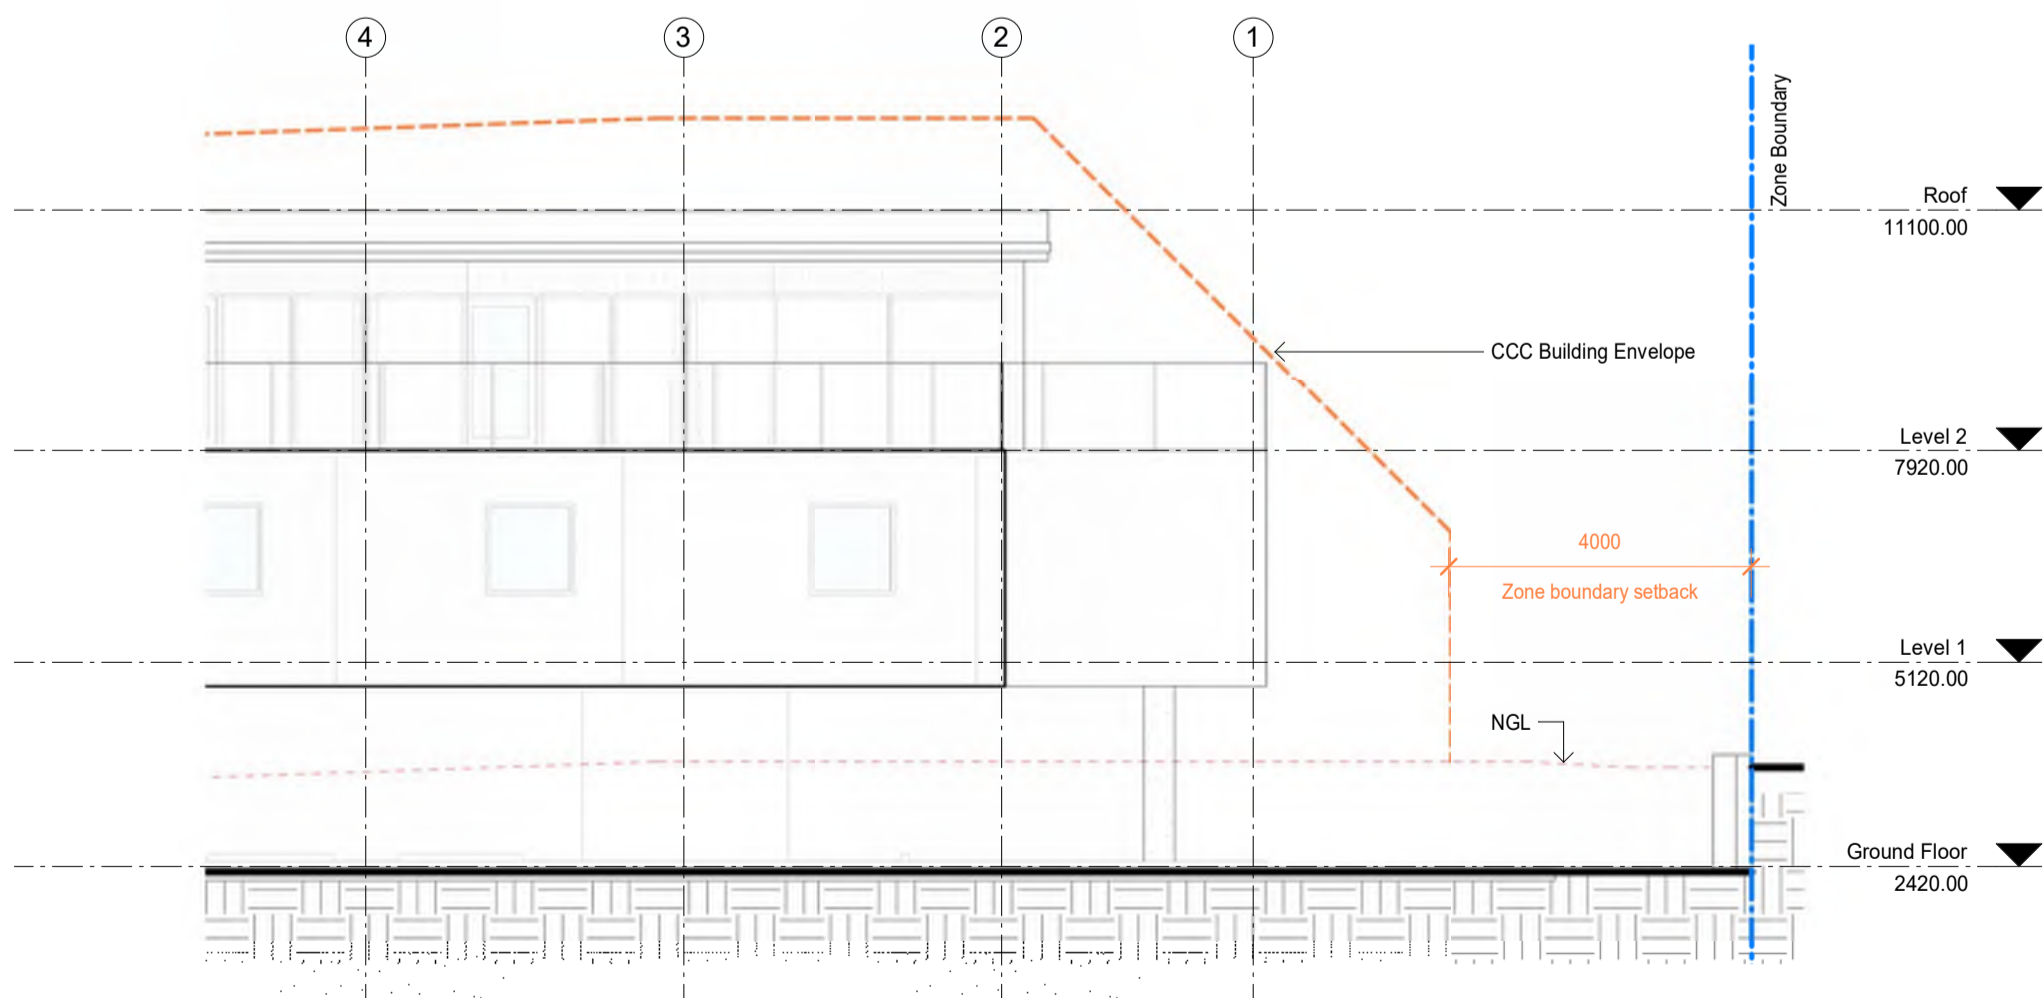 4
3
2
1
Zone Boundary
Roof
11100.00
CCC Building Envelope
Level 2
7920.00
4000
Zone boundary setback
Level 1
5120.00
NGL
Ground Floor
2420.00